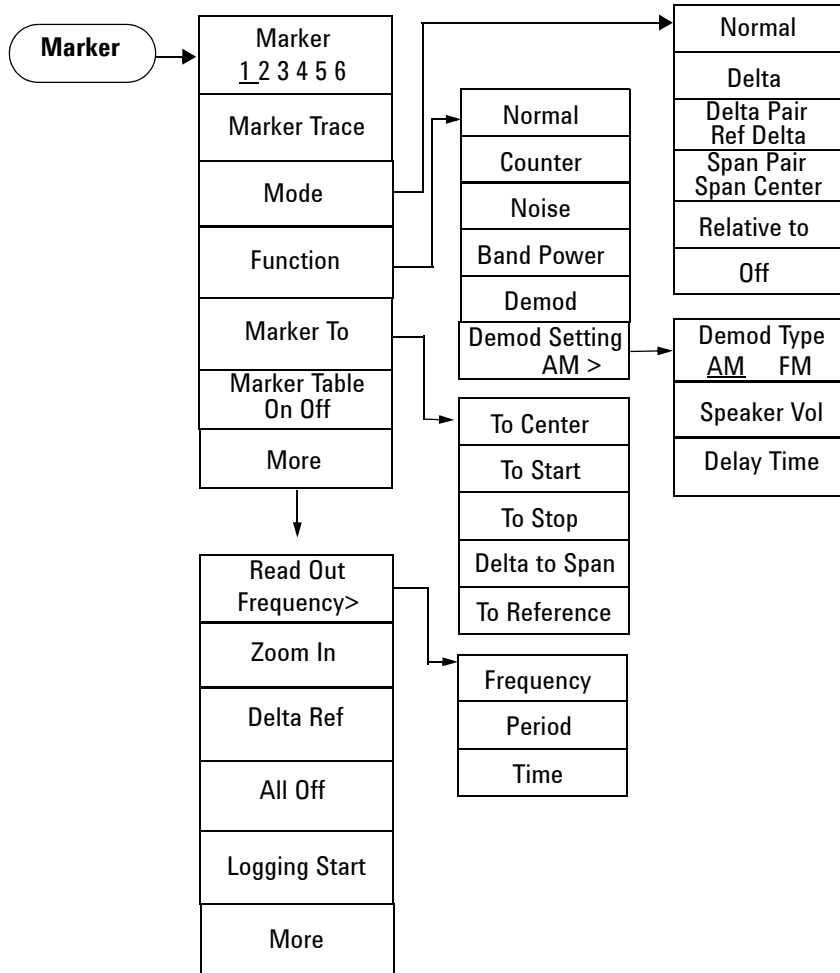 Marker
Marker
1 2 3 4 5 6
Marker Trace
Mode
Function
Marker To
Marker Table
On Off
More
Normal
Delta
Delta Pair
Ref Delta
Span Pair
Span Center
Relative to
Off
Normal
Counter
Noise
Band Power
Demod
Demod Setting
AM >
Demod Type
AM FM
Speaker Vol
Delay Time
To Center
To Start
To Stop
Delta to Span
To Reference
Read Out
Frequency>
Zoom In
Delta Ref
All Off
Logging Start
More
Frequency
Period
Time